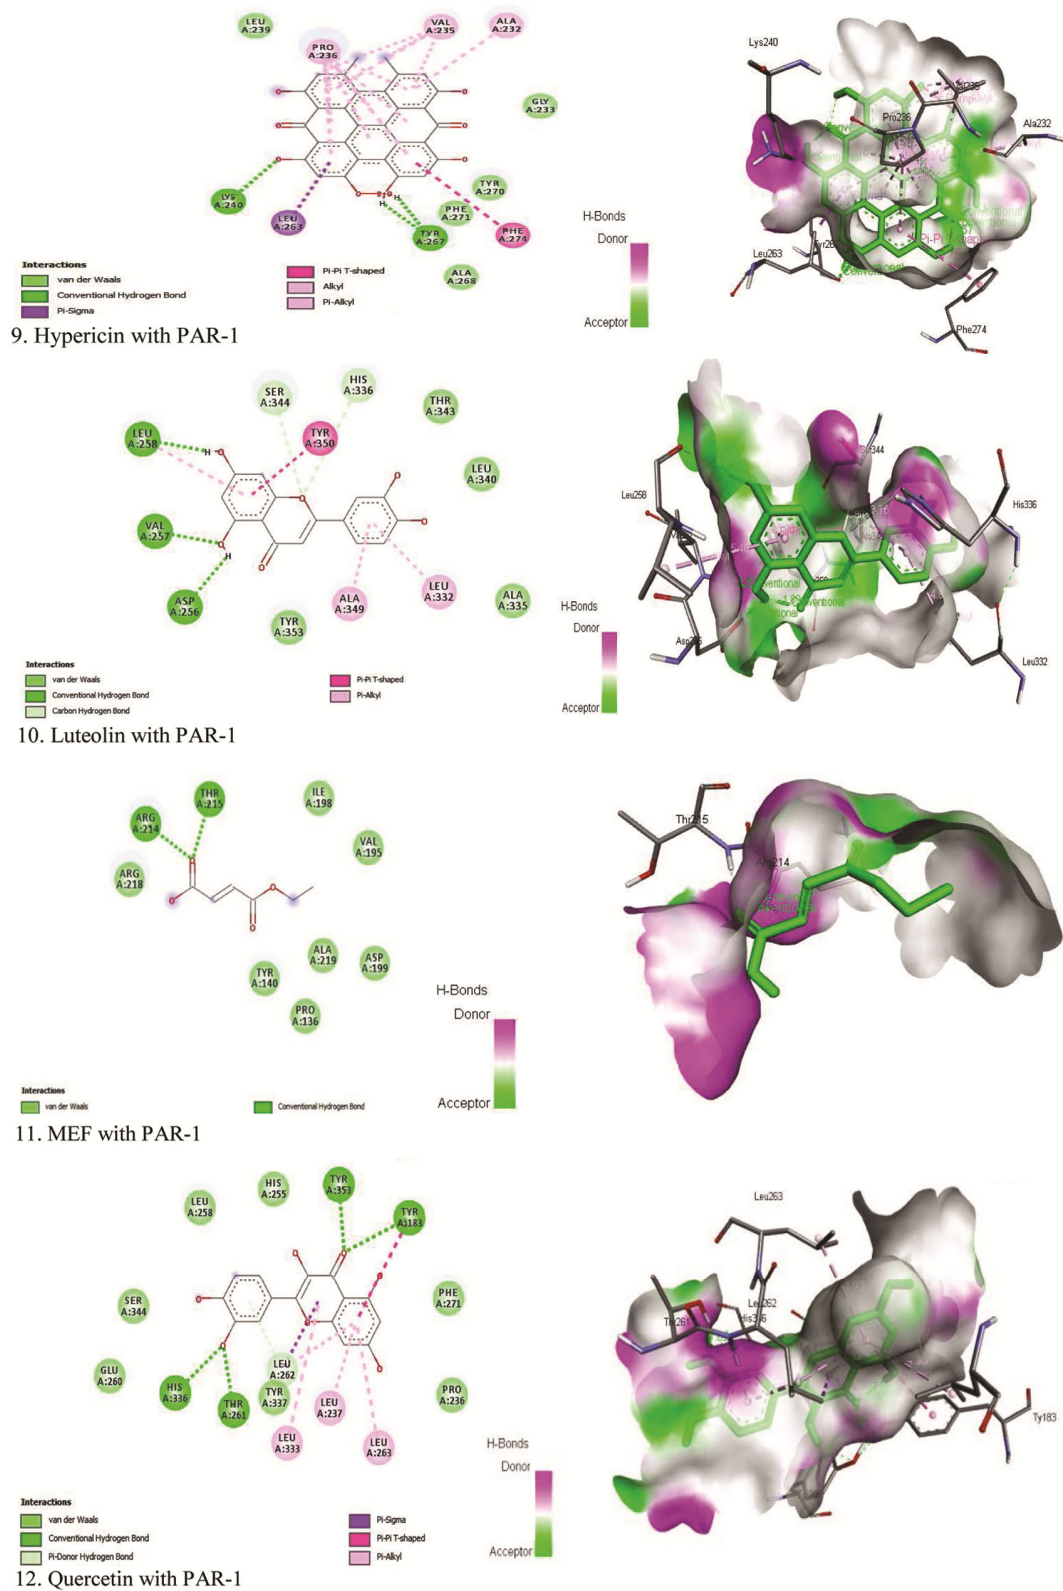 LEU
A:239
PRO
A:236
VAL
A:235
ALA
A:232
GLY
A:233
LYS
A:240
LEU
A:263
TYR
A:270
PHE
A:271
TYR
A:267
PHE
A:274
ALA
A:268
Interactions
van der Waals
Conventional Hydrogen Bond
Pi-Sigma
Pi-Pi T-shaped
Alkyl
Pi-Alkyl
H-Bonds
Donor
Acceptor
Lys240
Pro236
Ala232
Leu263
Phe274
9. Hypericin with PAR-1
SER
A:344
HIS
A:336
THR
A:343
LEU
A:258
TYR
A:350
LEU
A:340
VAL
A:257
ASP
A:256
TYR
A:353
ALA
A:349
LEU
A:332
ALA
A:335
Interactions
van der Waals
Conventional Hydrogen Bond
Carbon Hydrogen Bond
Pi-Pi T-shaped
Pi-Alkyl
H-Bonds
Donor
Acceptor
Leu258
His336
Leu332
10. Luteolin with PAR-1
THR
A:215
ARG
A:214
ILE
A:198
VAL
A:195
ARG
A:218
ALA
A:219
ASP
A:199
TYR
A:140
PRO
A:136
Interactions
van der Waals
Conventional Hydrogen Bond
H-Bonds
Donor
Acceptor
Thr215
11. MEF with PAR-1
LEU
A:258
HIS
A:255
TYR
A:353
TYR
A:183
SER
A:344
PHE
A:271
GLU
A:260
HIS
A:336
THR
A:261
LEU
A:262
TYR
A:337
LEU
A:237
PRO
A:236
LEU
A:333
LEU
A:263
Interactions
van der Waals
Conventional Hydrogen Bond
Pi-Donor Hydrogen Bond
Pi-Sigma
Pi-Pi T-shaped
Pi-Alkyl
H-Bonds
Donor
Acceptor
Leu263
Leu262
Ty183
12. Quercetin with PAR-1